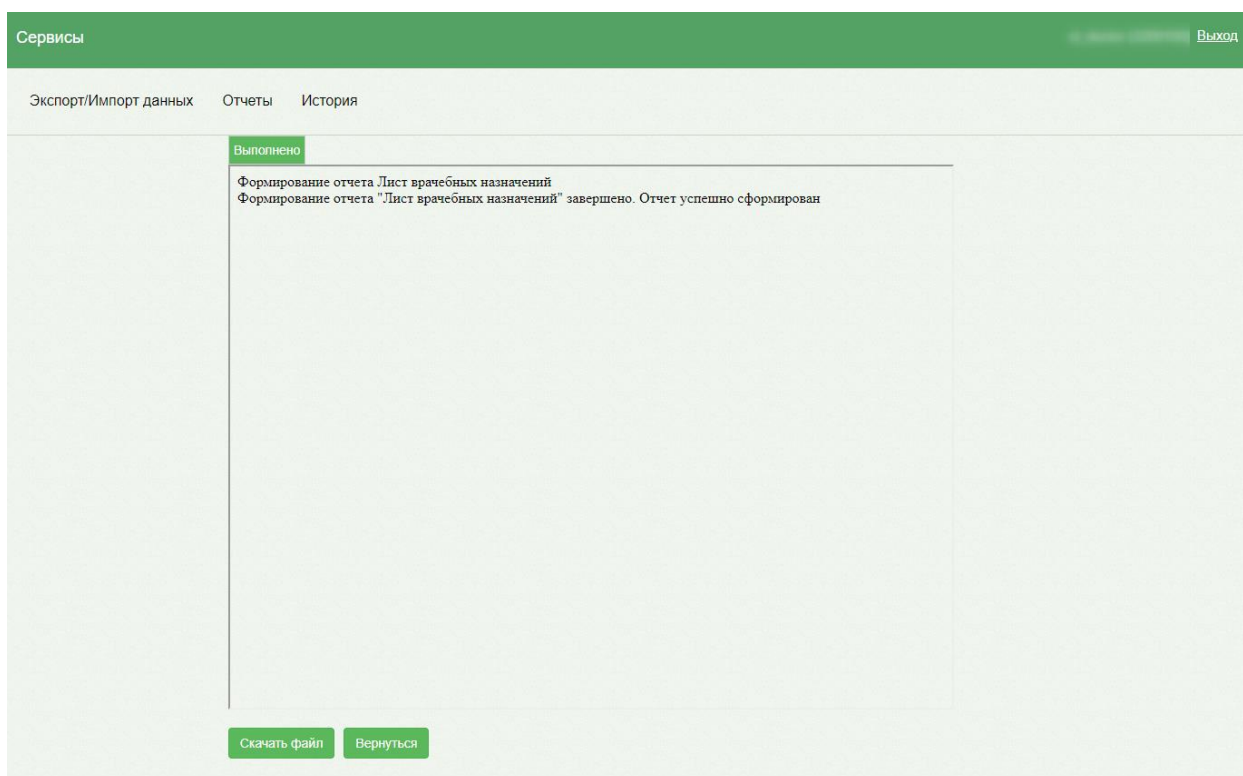 Сервисы
Выход
Экспорт/Импорт данных Отчеты История
Выполнено
Формирование отчета Лист врачебных назначений
Формирование отчета "Лист врачебных назначений" завершено. Отчет успешно сформирован
Скачать файл Вернуться